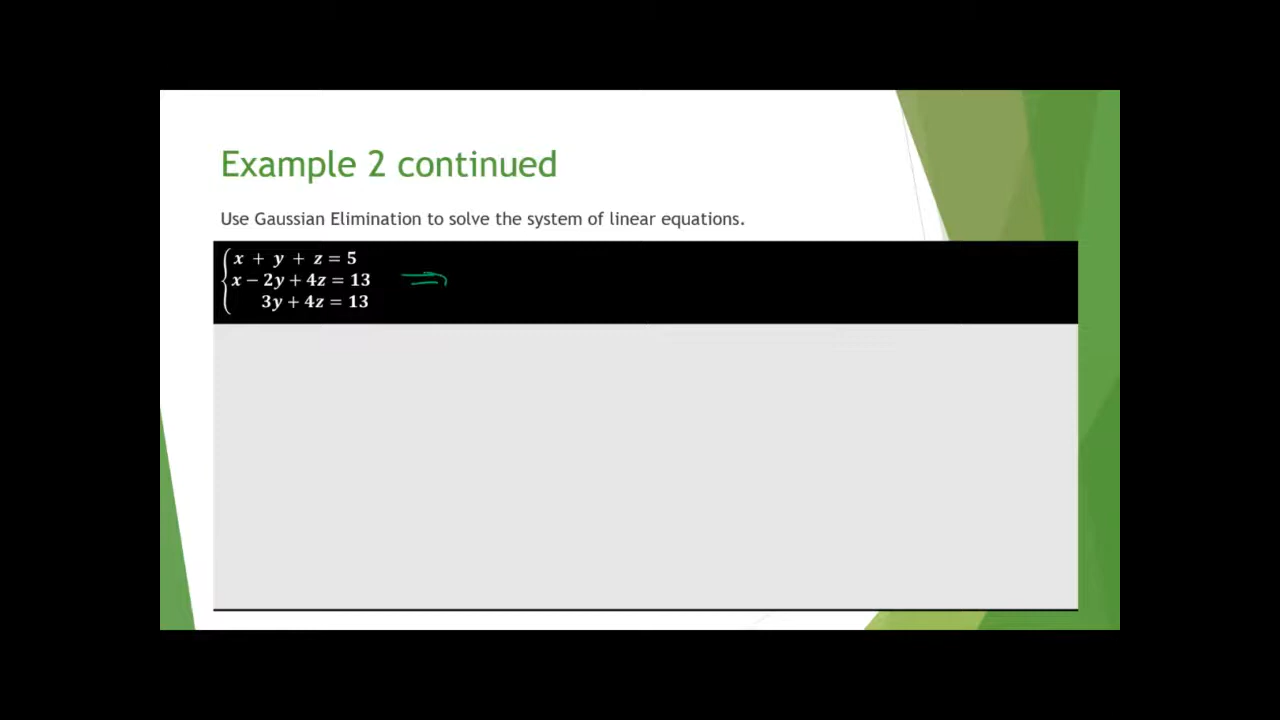 Example 2 continued
Use Gaussian Elimination to solve the system of linear equations.
x + y + z = 5
x − 2y + 4z = 13
3y + 4z = 13